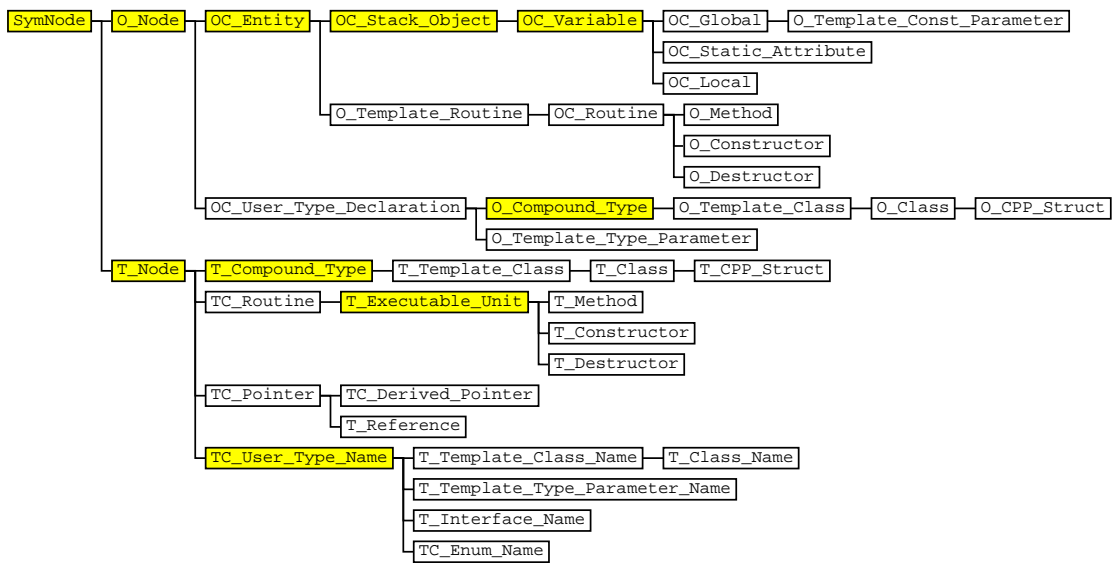 SymNode O_Node OC_Entity OC_Stack_Object OC_Variable OC_Global O_Template_Const_Parameter
OC_Static_Attribute
OC_Local
O_Template_Routine OC_Routine O_Method
O_Constructor
O_Destructor
OC_User_Type_Declaration O_Compound_Type O_Template_Class O_Class O_CPP_Struct
O_Template_Type_Parameter
T_Node T_Compound_Type T_Template_Class T_Class T_CPP_Struct
TC_Routine T_Executable_Unit T_Method
T_Constructor
T_Destructor
TC_Pointer TC_Derived_Pointer
T_Reference
TC_User_Type_Name T_Template_Class_Name T_Class_Name
T_Template_Type_Parameter_Name
T_Interface_Name
TC_Enum_Name